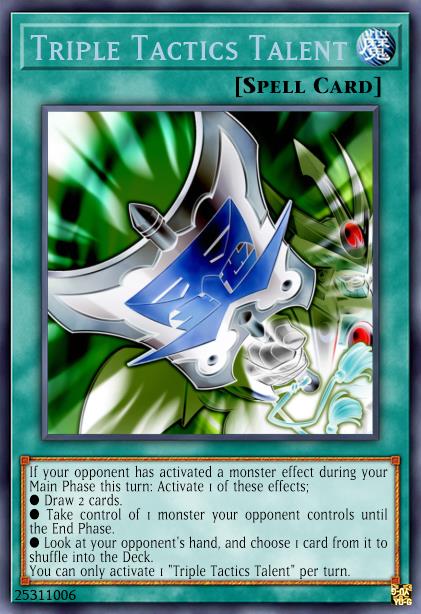 Triple Tactics Talent 魔
[Spell Card]
If your opponent has activated a monster effect during your
Main Phase this turn: Activate 1 of these effects;
● Draw 2 cards.
● Take control of 1 monster your opponent controls until
the End Phase.
● Look at your opponent's hand, and choose 1 card from it to
shuffle into the Deck.
You can only activate 1 "Triple Tactics Talent" per turn.
25311006